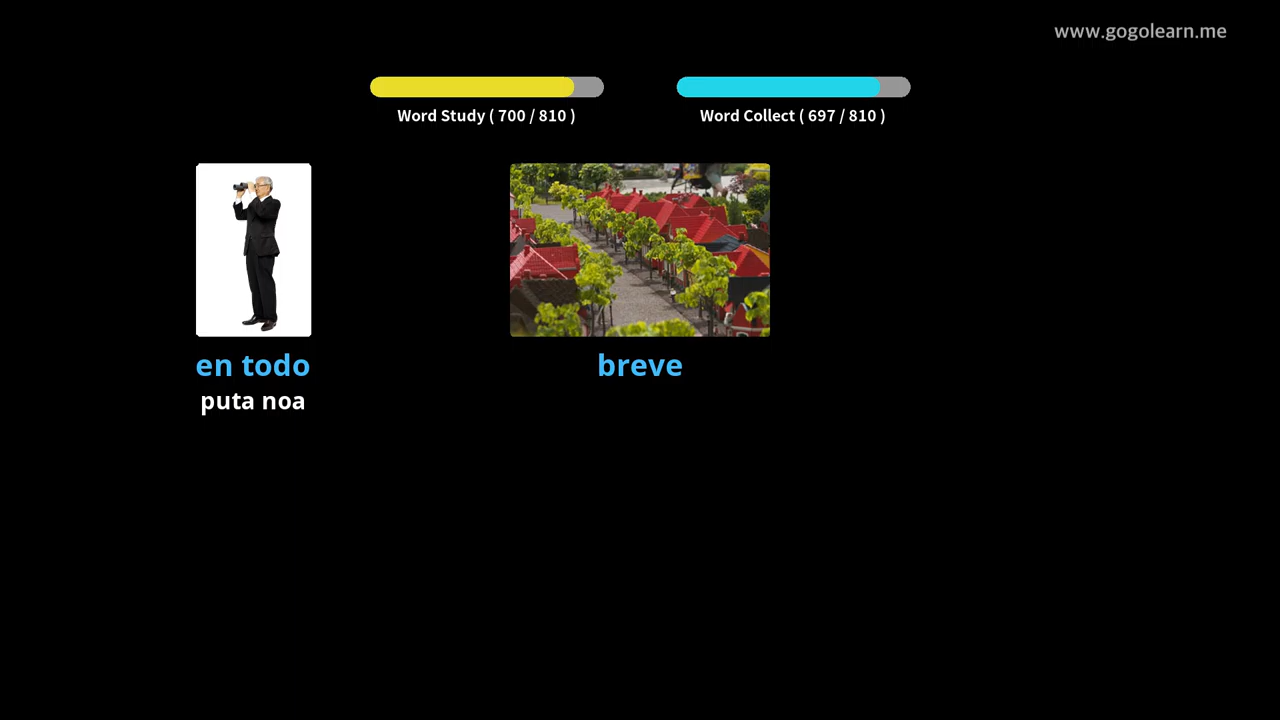 www.gogolearn.me
Word Study ( 700 / 810 )
Word Collect ( 697 / 810 )
en todo
puta noa
breve